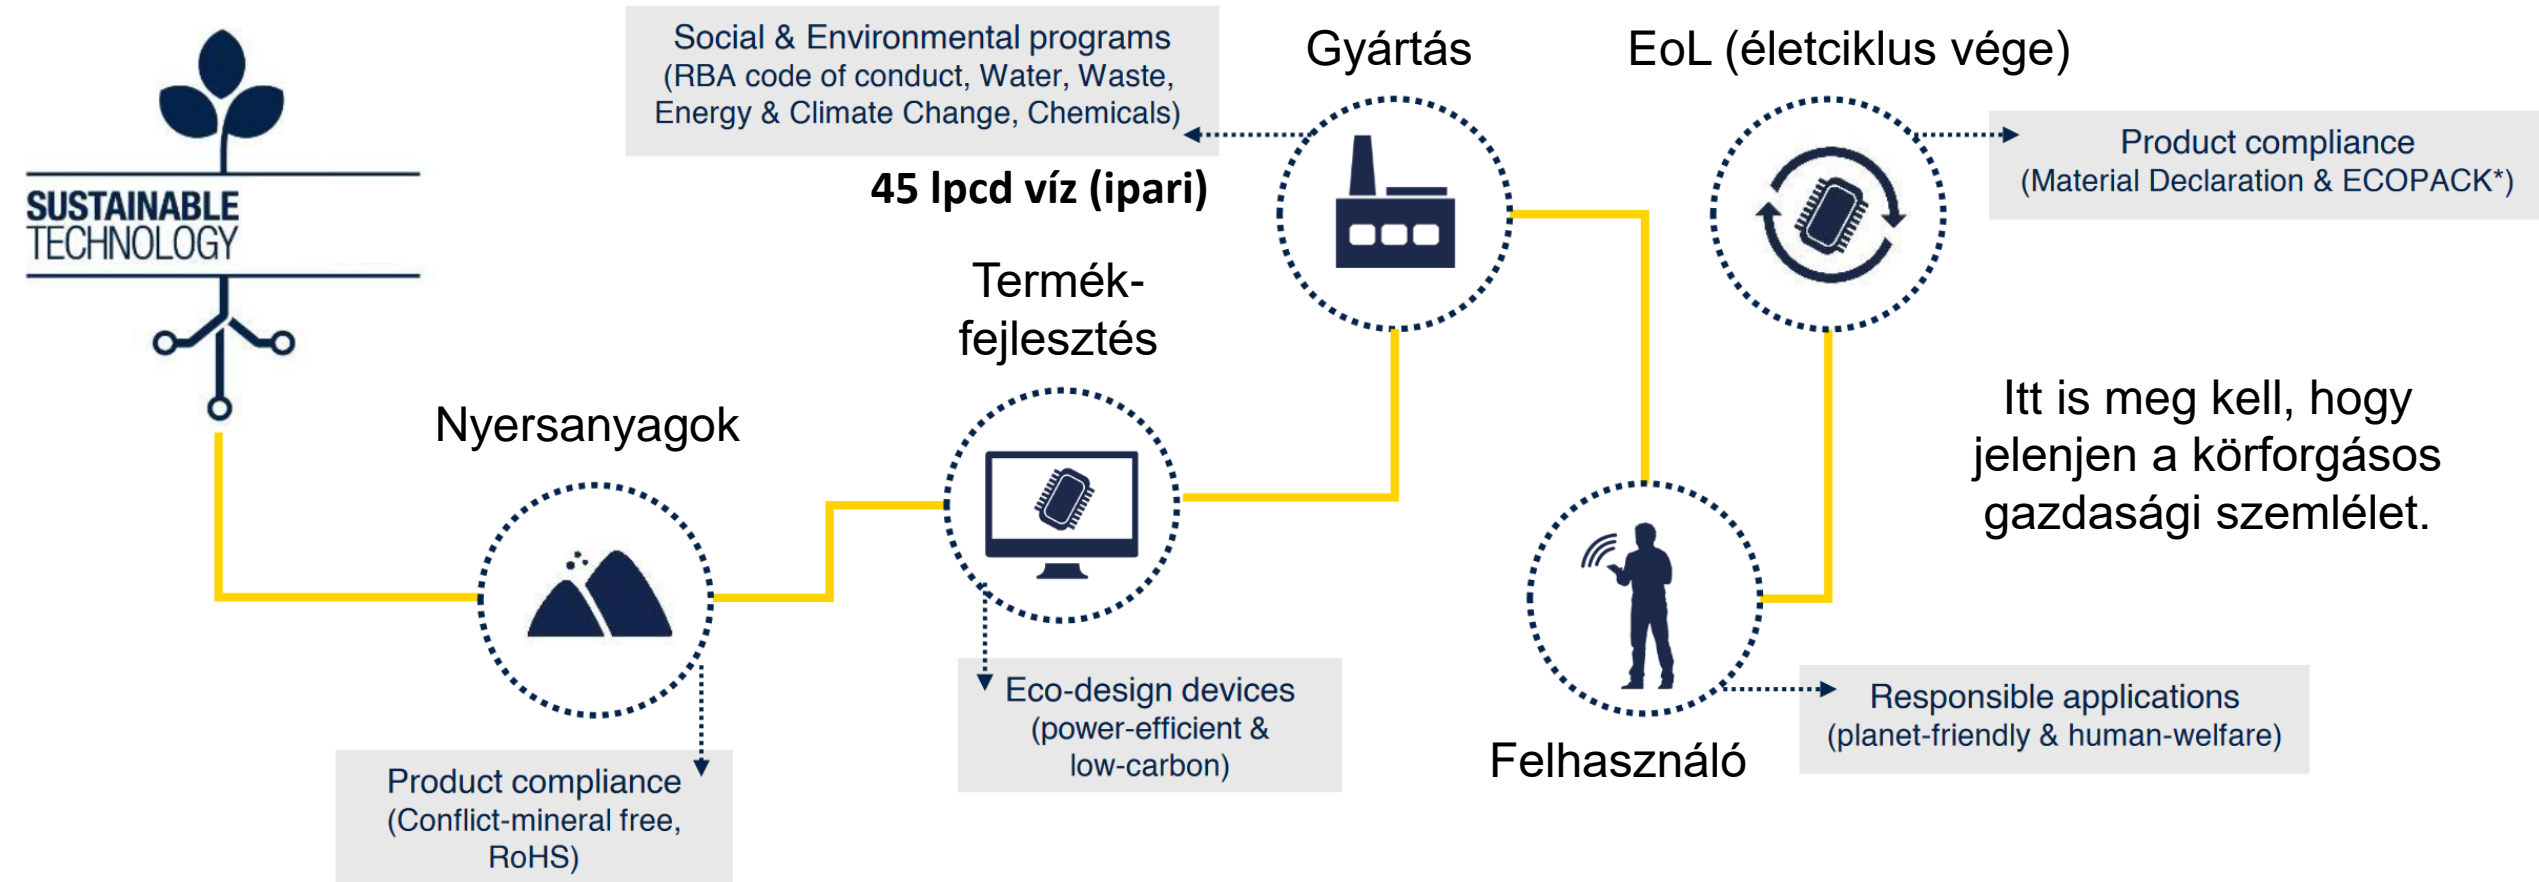 SUSTAINABLE
TECHNOLOGY
Nyersanyagok
Product compliance
(Conflict-mineral free,
RoHS)
Termék-
fejlesztés
Eco-design devices
(power-efficient &
low-carbon)
Social & Environmental programs
(RBA code of conduct, Water, Waste,
Energy & Climate Change, Chemicals)
45 lpcd víz (ipari)
Gyártás
Felhasználó
Responsible applications
(planet-friendly & human-welfare)
EoL (életciklus vége)
Product compliance
(Material Declaration & ECOPACK*)
Itt is meg kell, hogy
jelenjen a körforgásos
gazdasági szemlélet.